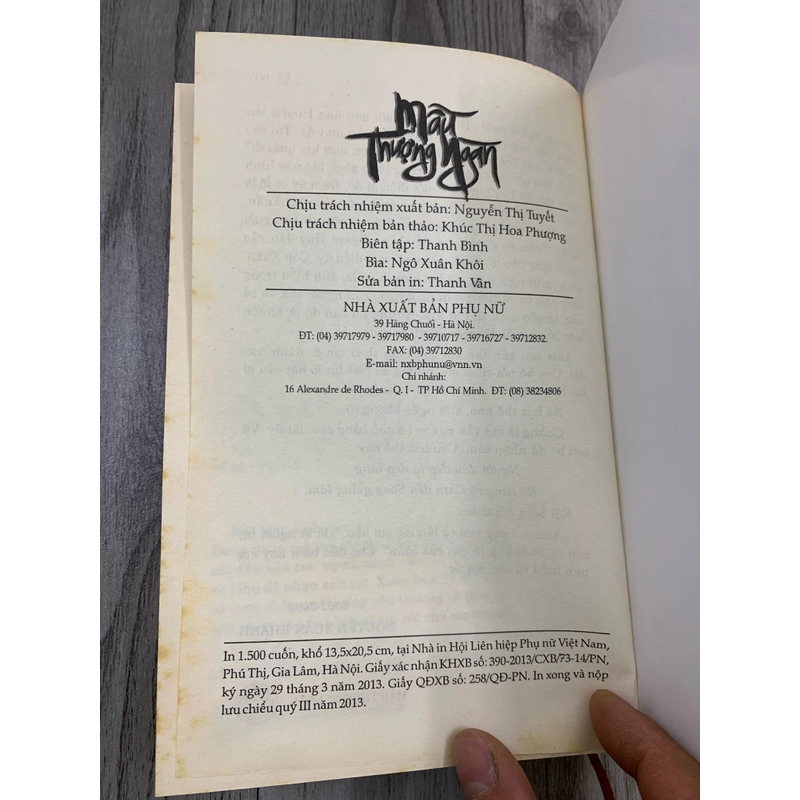 Mẫu
Thượng Ngàn
Chịu trách nhiệm xuất bản: Nguyễn Thị Tuyết
Chịu trách nhiệm bản thảo: Khúc Thị Hoa Phượng
Biên tập: Thanh Bình
Bìa: Ngô Xuân Khôi
Sửa bản in: Thanh Vân
NHÀ XUẤT BẢN PHỤ NỮ
39 Hàng Chuối - Hà Nội.
ĐT: (04) 39717979 - 39717980 - 39710717 - 39716727 - 39712832.
FAX: (04) 39712830
E-mail: nxbphunu@vnn.vn
Chi nhánh:
16 Alexandre de Rhodes - Q. I - TP Hồ Chí Minh. ĐT: (08) 38234806
In 1.500 cuốn, khổ 13,5x20,5 cm, tại Nhà in Hội Liên hiệp Phụ nữ Việt Nam,
Phú Thị, Gia Lâm, Hà Nội. Giấy xác nhận KHXB số: 390-2013/CXB/73-14/PN,
ký ngày 29 tháng 3 năm 2013. Giấy QĐXB số: 258/QĐ-PN. In xong và nộp
lưu chiểu quý III năm 2013.